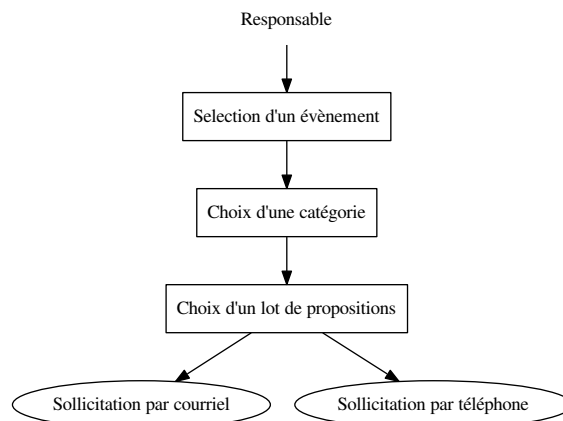 Responsable
Selection d'un évènement
Choix d'une catégorie
Choix d'un lot de propositions
Sollicitation par courriel
Sollicitation par téléphone